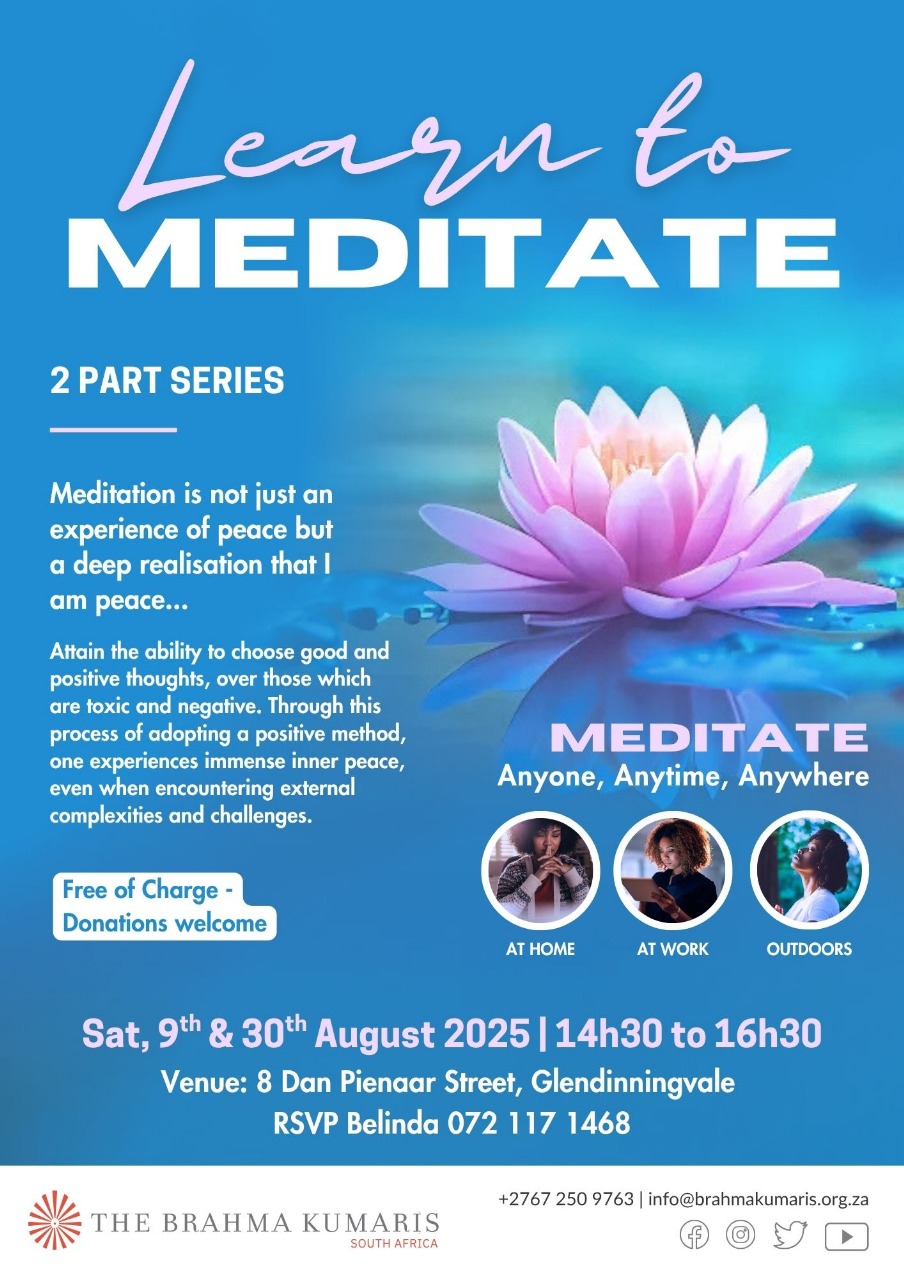 Learn to
MEDITATE
2 PART SERIES
Meditation is not just an
experience of peace but
a deep realisation that I
am peace...
Attain the ability to choose good and
positive thoughts, over those which
are toxic and negative. Through this
process of adopting a positive method,
one experiences immense inner peace,
even when encountering external
complexities and challenges.
Free of Charge -
Donations welcome
MEDITATE
Anyone, Anytime, Anywhere
AT HOME
AT WORK
OUTDOORS
Sat, 9th & 30th August 2025 | 14h30 to 16h30
Venue: 8 Dan Pienaar Street, Glendinningvale
RSVP Belinda 072 117 1468
THE BRAHMA KUMARIS
SOUTH AFRICA
+2767 250 9763 | info@brahmakumaris.org.za